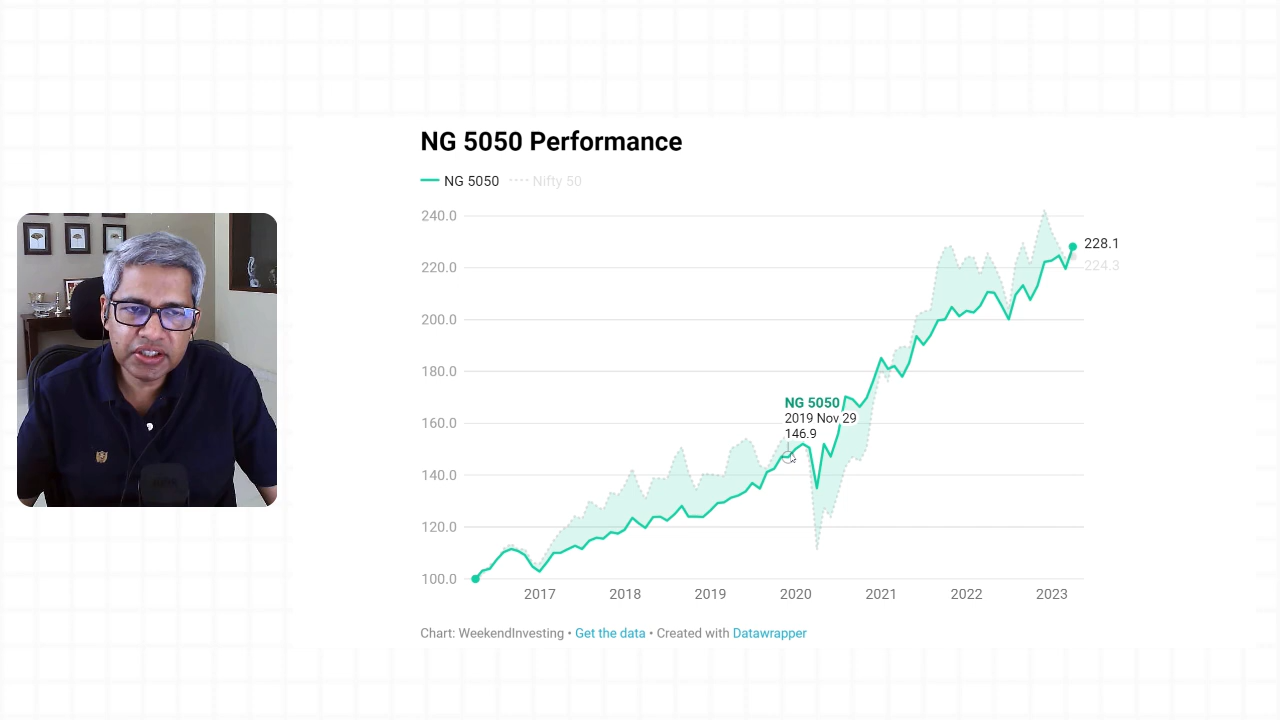 NG 5050 Performance
NG 5050 Nifty 50
240.0
228.1
220.0
224.3
200.0
180.0
NG 5050
2019 Nov 29
146.9
160.0
140.0
120.0
100.0
2017 2018 2019 2020 2021 2022 2023
Chart: WeekendInvesting • Get the data • Created with Datawrapper